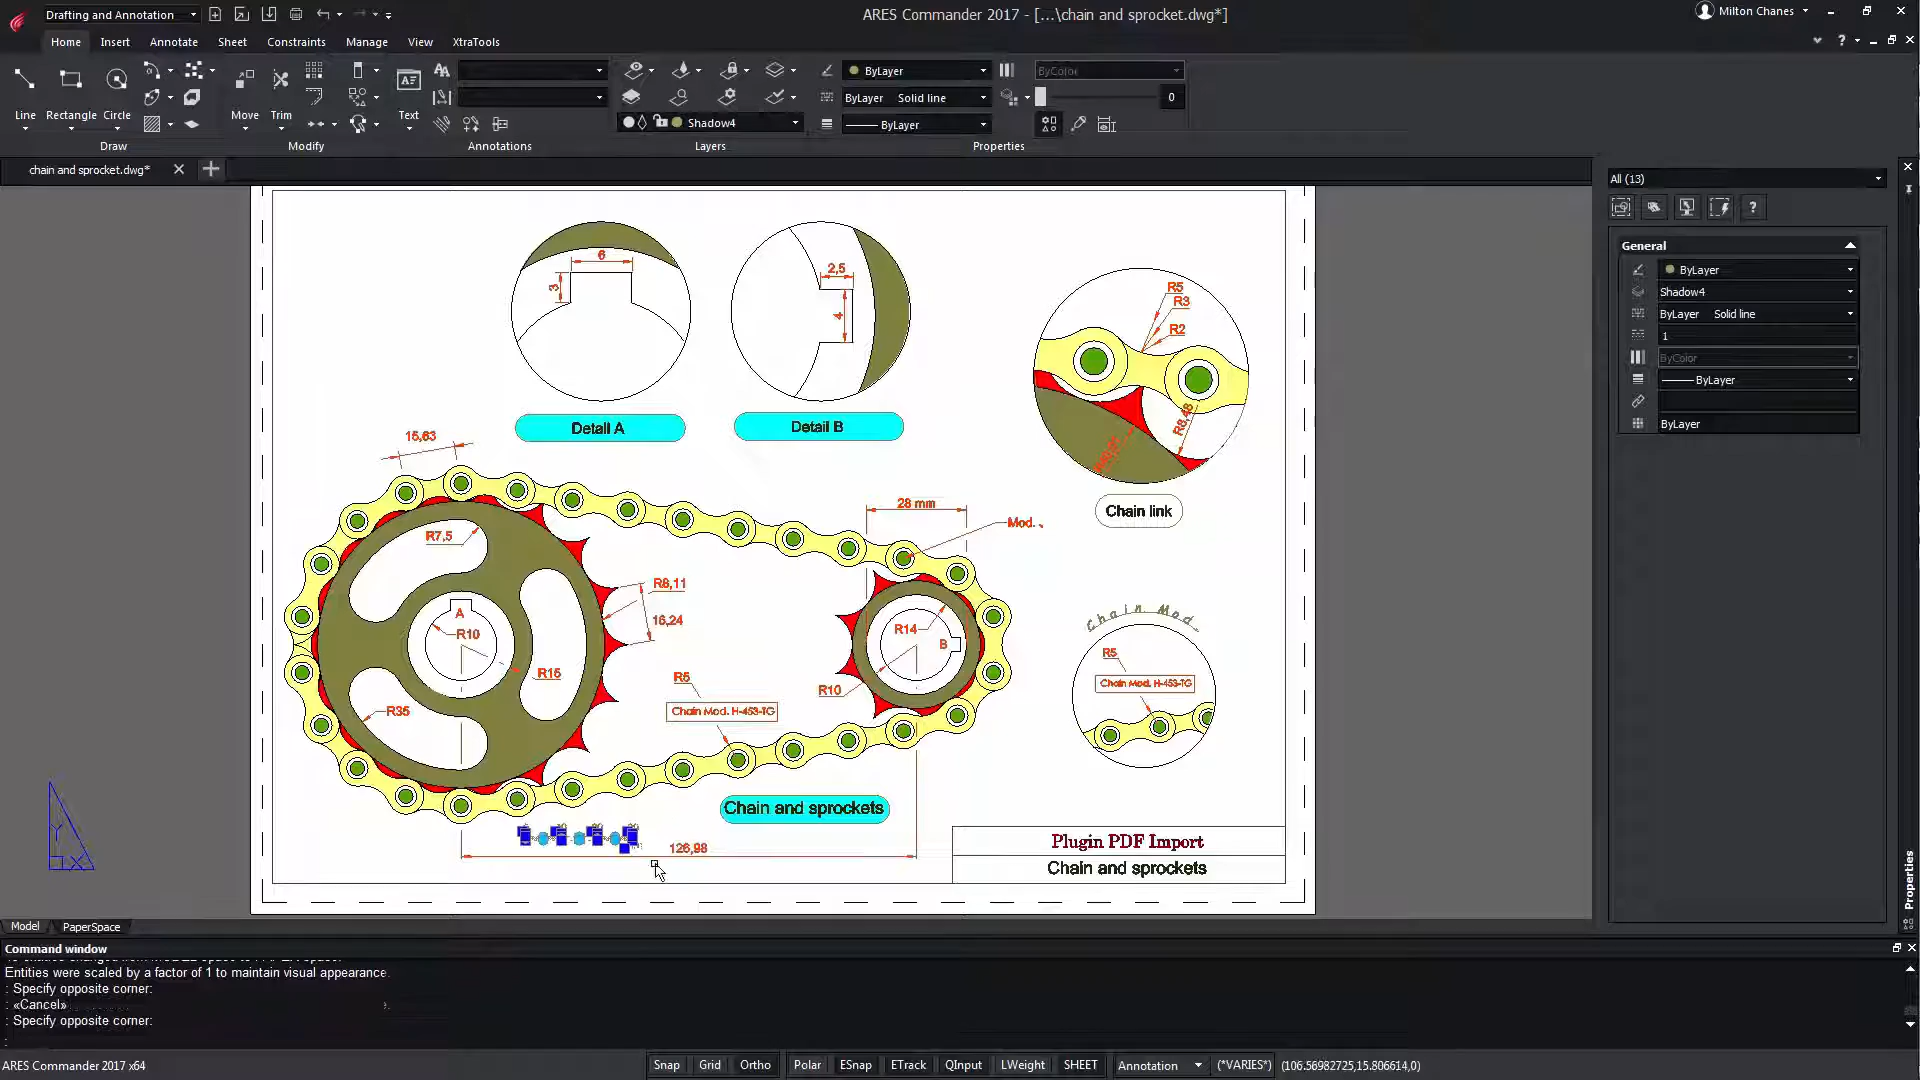 Drafting and Annotation
ARES Commander 2017 - [...\chain and sprocket.dwg*]
Milton Chanes
Home Insert Annotate Sheet Constraints Manage View XtraTools
ByLayer
ByColor
ByLayer Solid line
0
Line Rectangle Circle
Move Trim
Text
Shadow4
ByLayer
Draw
Modify
Annotations
Layers
Properties
chain and sprocket.dwg*
All (13)
General
ByLayer
Shadow4
ByLayer Solid line
1
ByColor
ByLayer
ByLayer
Properties
6
3
2,5
4
R5
R3
R2
R8,48
Detail A
Detail B
Chain link
15,63
28 mm
Mod.
R7,5
R8,11
16,24
A
R10
R15
R35
R14
B
R10
R5
Chain Mod. H-453-TG
Chain Mod.
R5
Chain Mod. H-453-TG
Chain and sprockets
126,98
Plugin PDF Import
Chain and sprockets
Y
X
Model PaperSpace
Command window
Entities were scaled by a factor of 1 to maintain visual appearance.
: Specify opposite corner:
: «Cancel»
: Specify opposite corner:
:
ARES Commander 2017 x64
Snap Grid Ortho Polar ESnap ETrack QInput LWeight SHEET Annotation (*VARIES*) (106.56982725,15.806614,0)